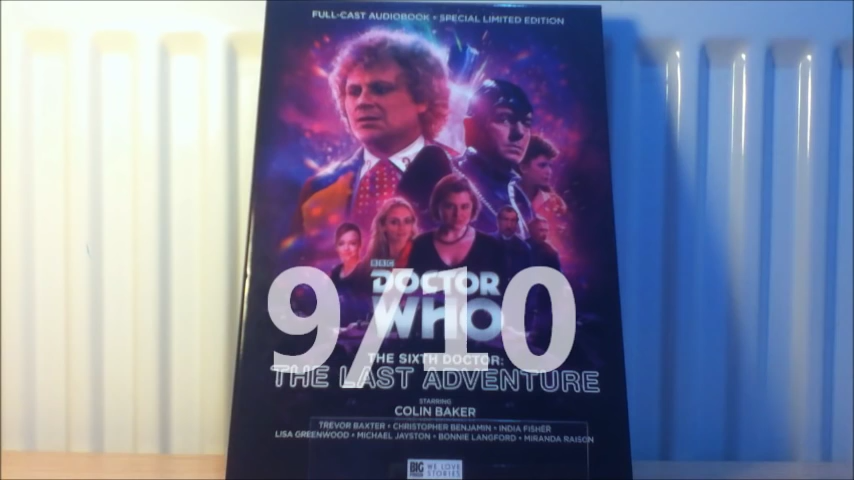 FULL-CAST AUDIOBOOK • SPECIAL LIMITED EDITION
BBC
DOCTOR
WHO
9/10
THE SIXTH DOCTOR:
THE LAST ADVENTURE
STARRING
COLIN BAKER
TREVOR BAXTER • CHRISTOPHER BENJAMIN • INDIA FISHER
LISA GREENWOOD • MICHAEL JAYSTON • BONNIE LANGFORD • MIRANDA RAISON
BIG
WE LOVE
STORIES